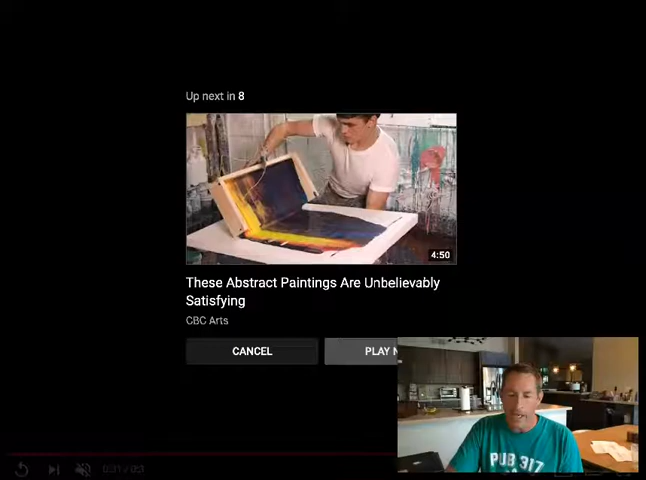 Up next in 8
4:50
These Abstract Paintings Are Unbelievably
Satisfying
CBC Arts
CANCEL
PLAY N
PUB 317